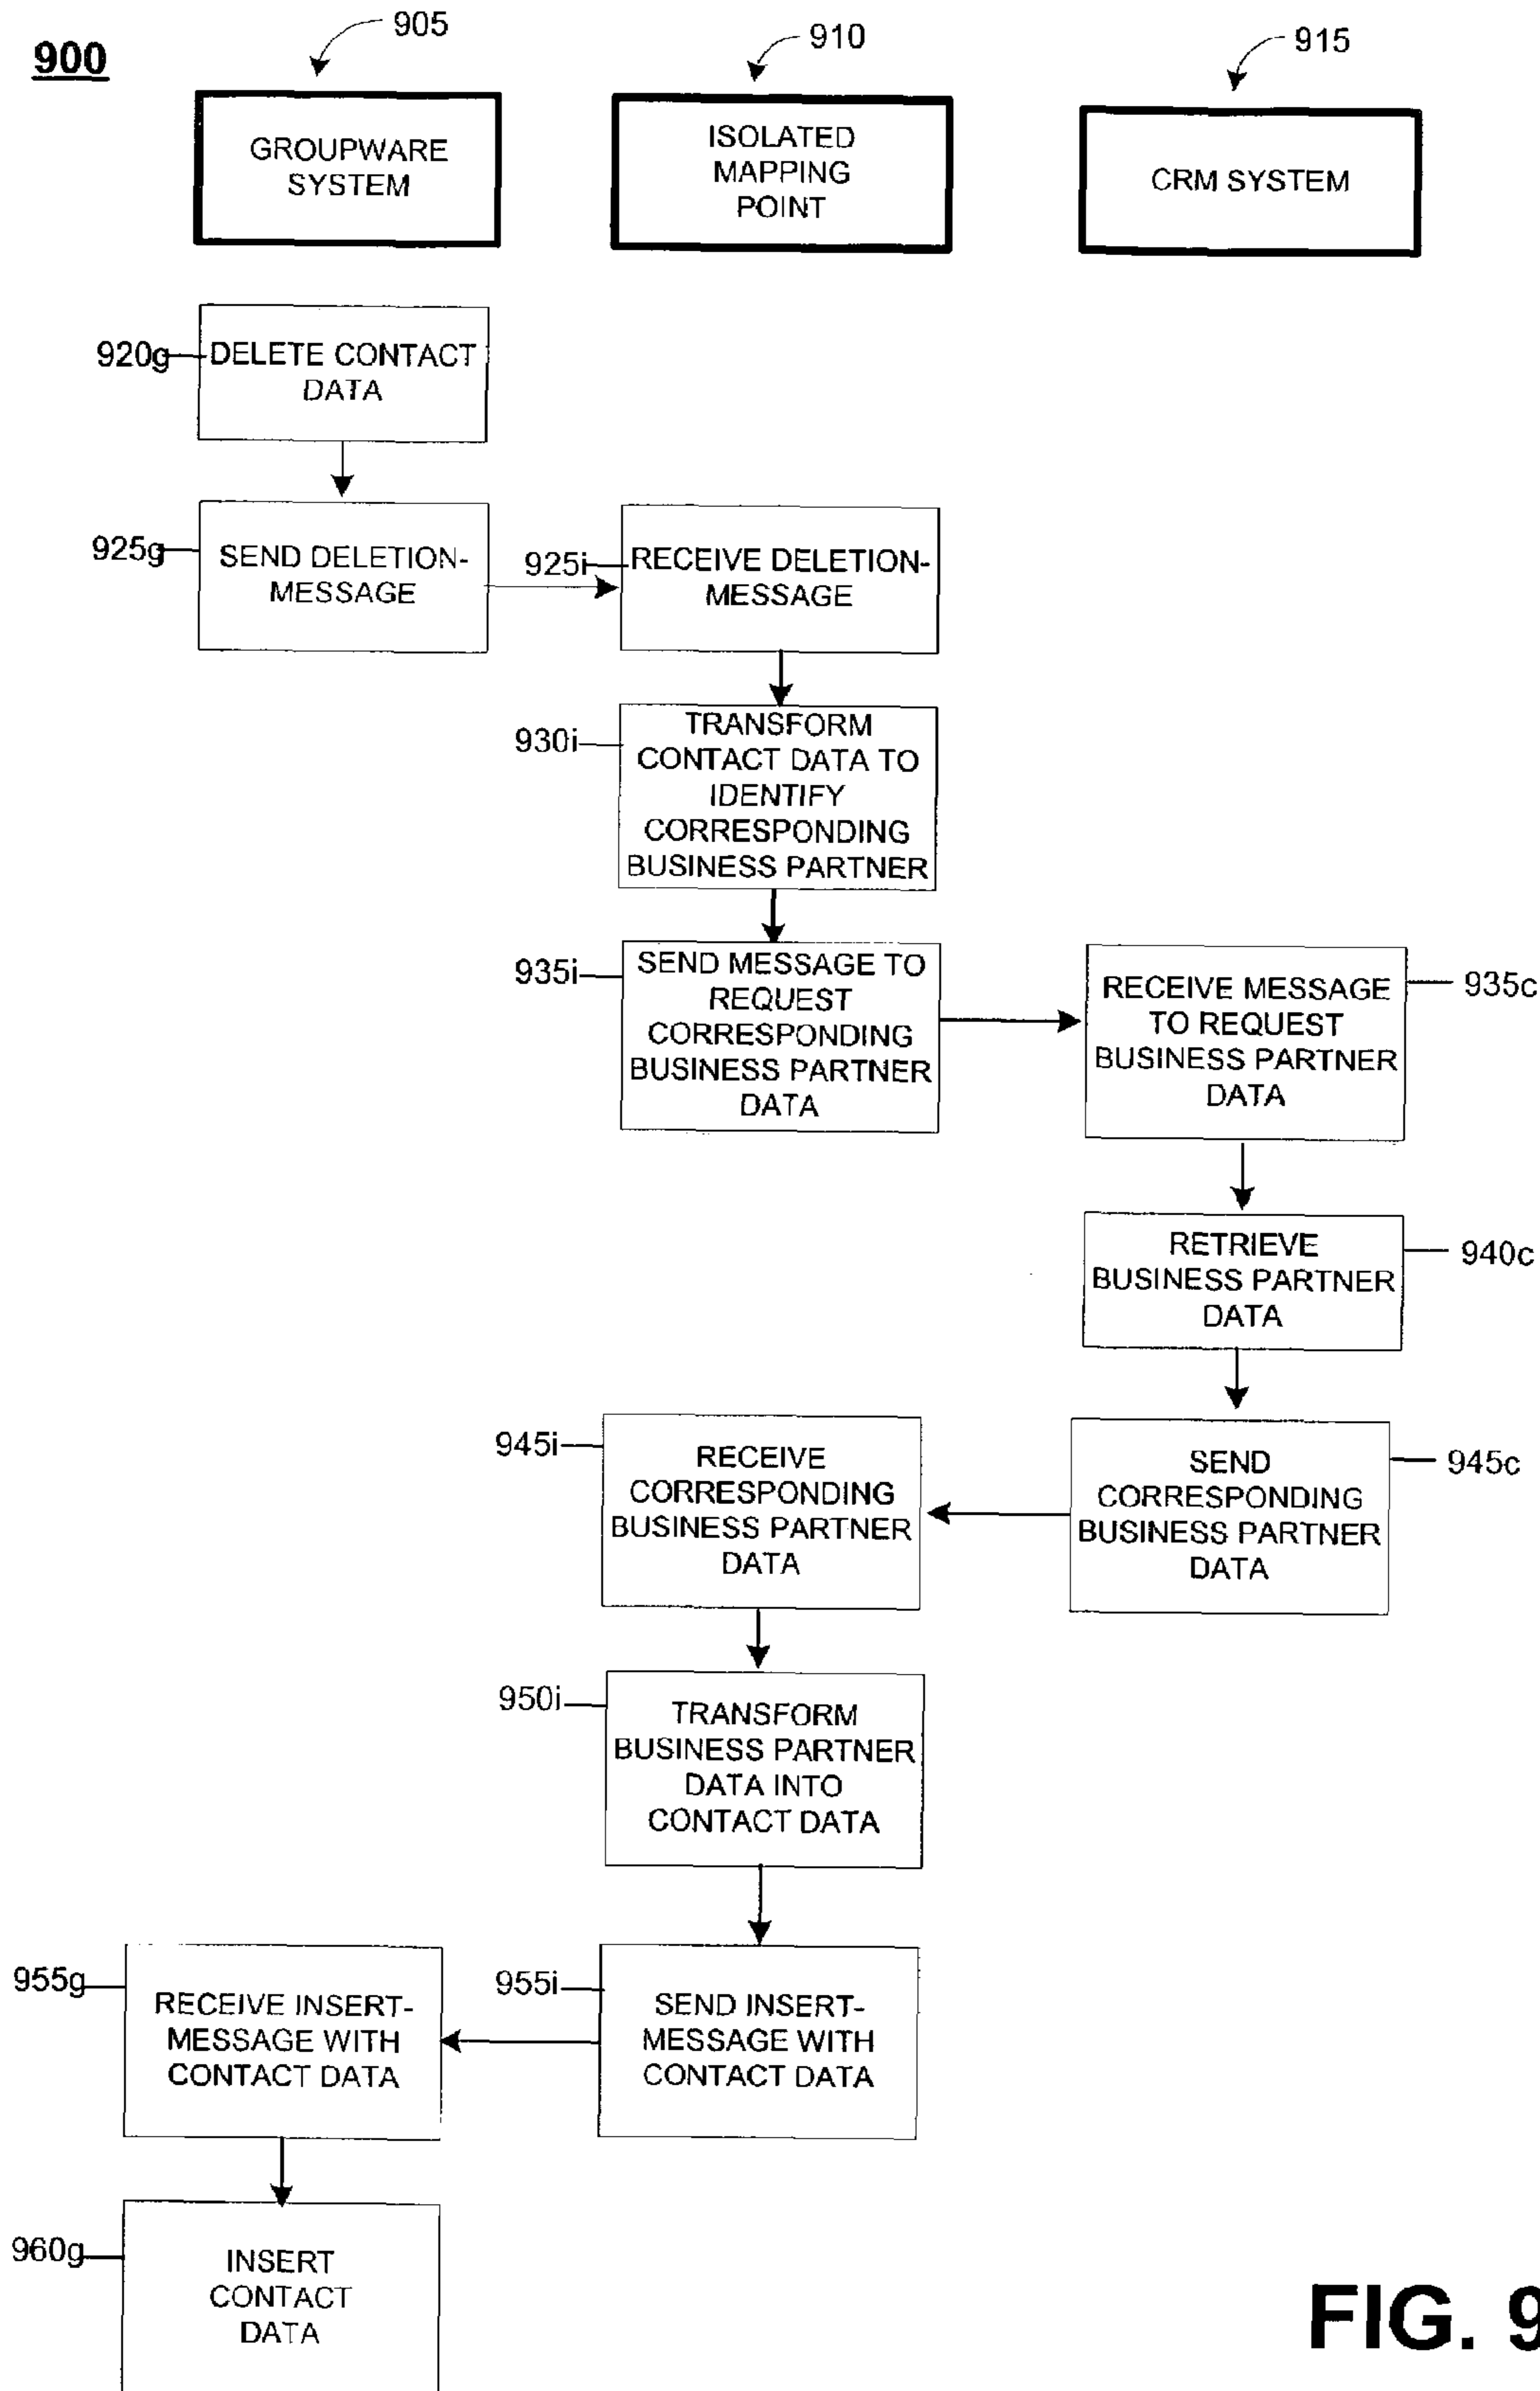 900
905
910
915
GROUPWARE
SYSTEM
ISOLATED
MAPPING
POINT
CRM SYSTEM
920g
DELETE CONTACT
DATA
925g
SEND DELETION-
MESSAGE
925i
RECEIVE DELETION-
MESSAGE
930i
TRANSFORM
CONTACT DATA TO
IDENTIFY
CORRESPONDING
BUSINESS PARTNER
935i
SEND MESSAGE TO
REQUEST
CORRESPONDING
BUSINESS PARTNER
DATA
RECEIVE MESSAGE
TO REQUEST
BUSINESS PARTNER
DATA
935c
RETRIEVE
BUSINESS PARTNER
DATA
940c
945i
RECEIVE
CORRESPONDING
BUSINESS PARTNER
DATA
SEND
CORRESPONDING
BUSINESS PARTNER
DATA
945c
950i
TRANSFORM
BUSINESS PARTNER
DATA INTO
CONTACT DATA
955g
RECEIVE INSERT-
MESSAGE WITH
CONTACT DATA
955i
SEND INSERT-
MESSAGE WITH
CONTACT DATA
960g
INSERT
CONTACT
DATA
FIG. 9